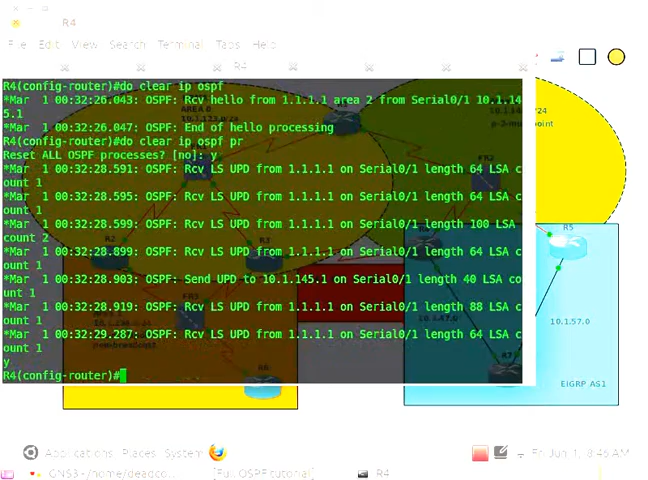 R4
File Edit View Search Terminal Tabs Help
R4
R4(config-router)#do clear ip ospf
*Mar 1 00:32:26.043: OSPF: Rcv hello from 1.1.1.1 area 2 from Serial0/1 10.1.14
5.1
*Mar 1 00:32:26.047: OSPF: End of hello processing
R4(config-router)#do clear ip ospf pr
Reset ALL OSPF processes? [no]: y
*Mar 1 00:32:28.591: OSPF: Rcv LS UPD from 1.1.1.1 on Serial0/1 length 64 LSA c
ount 1
*Mar 1 00:32:28.595: OSPF: Rcv LS UPD from 1.1.1.1 on Serial0/1 length 64 LSA c
ount 1
*Mar 1 00:32:28.599: OSPF: Rcv LS UPD from 1.1.1.1 on Serial0/1 length 100 LSA
count 2
*Mar 1 00:32:28.899: OSPF: Rcv LS UPD from 1.1.1.1 on Serial0/1 length 64 LSA c
ount 1
*Mar 1 00:32:28.903: OSPF: Send UPD to 10.1.145.1 on Serial0/1 length 40 LSA co
unt 1
*Mar 1 00:32:28.919: OSPF: Rcv LS UPD from 1.1.1.1 on Serial0/1 length 88 LSA c
ount 1
*Mar 1 00:32:29.287: OSPF: Rcv LS UPD from 1.1.1.1 on Serial0/1 length 64 LSA c
ount 1
y
R4(config-router)#
AREA 0
FR2
R5
R2
R3
10.1.57.0
10.1.47.0
R7
R6
EIGRP AS1
Applications Places System
Fri Jun 1, 8:46 AM
GNS3 - /home/deadco...
[Full OSPF tutorial]
R4